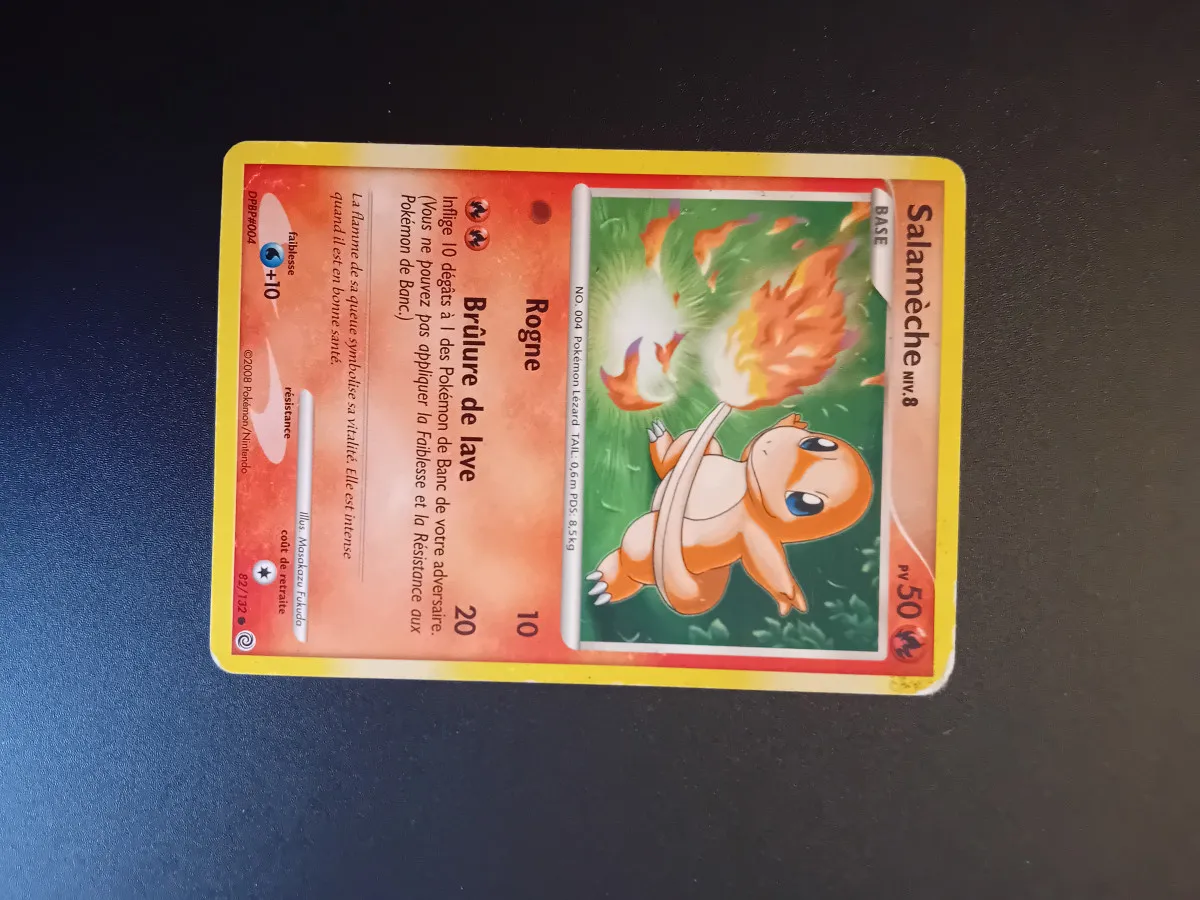 BASE
Salamèche NIV.8
PV 50
NO. 004 Pokémon Lézard TAIL: 0,6m PDS: 8,5kg
Rogne 10
Brûlure de lave 20
Inflige 10 dégâts à 1 des Pokémon de Banc de votre adversaire.
(Vous ne pouvez pas appliquer la Faiblesse et la Résistance aux
Pokémon de Banc.)
La flamme de sa queue symbolise sa vitalité. Elle est intense
quand il est en bonne santé.
Illus. Masakazu Fukuda
faiblesse
+10
résistance
coût de retraite
DPBP#004
©2008 Pokémon/Nintendo
82/132